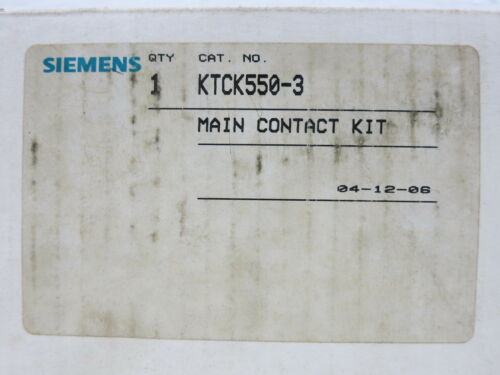 SIEMENS
QTY CAT. NO.
1 KTCK550-3
MAIN CONTACT KIT
04-12-06